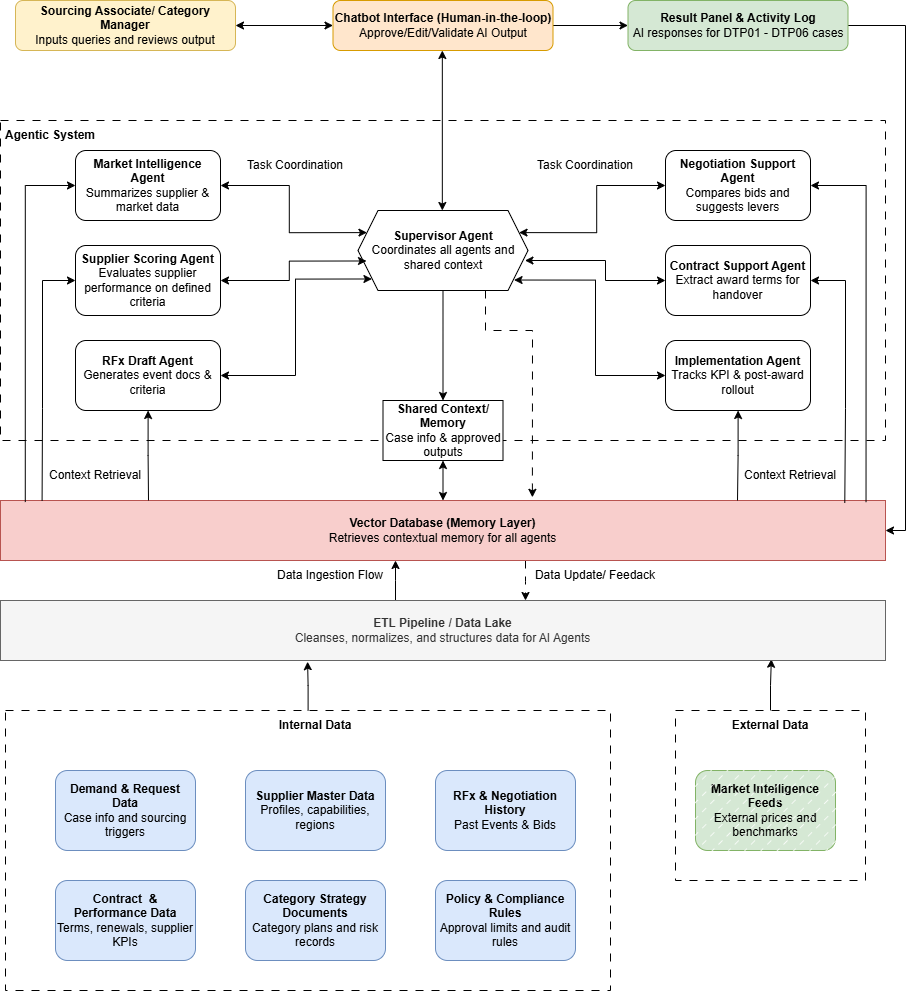 Sourcing Associate/ Category
Manager
Inputs queries and reviews output
Chatbot Interface (Human-in-the-loop)
Approve/Edit/Validate AI Output
Result Panel & Activity Log
AI responses for DTP01 - DTP06 cases
Agentic System
Market Intelligence
Agent
Summarizes supplier &
market data
Task Coordination
Task Coordination
Negotiation Support
Agent
Compares bids and
suggests levers
Supervisor Agent
Coordinates all agents and
shared context
Supplier Scoring Agent
Evaluates supplier
performance on defined
criteria
Contract Support Agent
Extract award terms for
handover
RFx Draft Agent
Generates event docs &
criteria
Implementation Agent
Tracks KPI & post-award
rollout
Shared Context/
Memory
Case info & approved
outputs
Context Retrieval
Context Retrieval
Vector Database (Memory Layer)
Retrieves contextual memory for all agents
Data Ingestion Flow
Data Update/ Feedack
ETL Pipeline / Data Lake
Cleanses, normalizes, and structures data for AI Agents
Internal Data
External Data
Demand & Request
Data
Case info and sourcing
triggers
Supplier Master Data
Profiles, capabilities,
regions
RFx & Negotiation
History
Past Events & Bids
Market Intelligence
Feeds
External prices and
benchmarks
Contract & 
Performance Data
Terms, renewals, supplier
KPIs
Category Strategy
Documents
Category plans and risk
records
Policy & Compliance
Rules
Approval limits and audit
rules